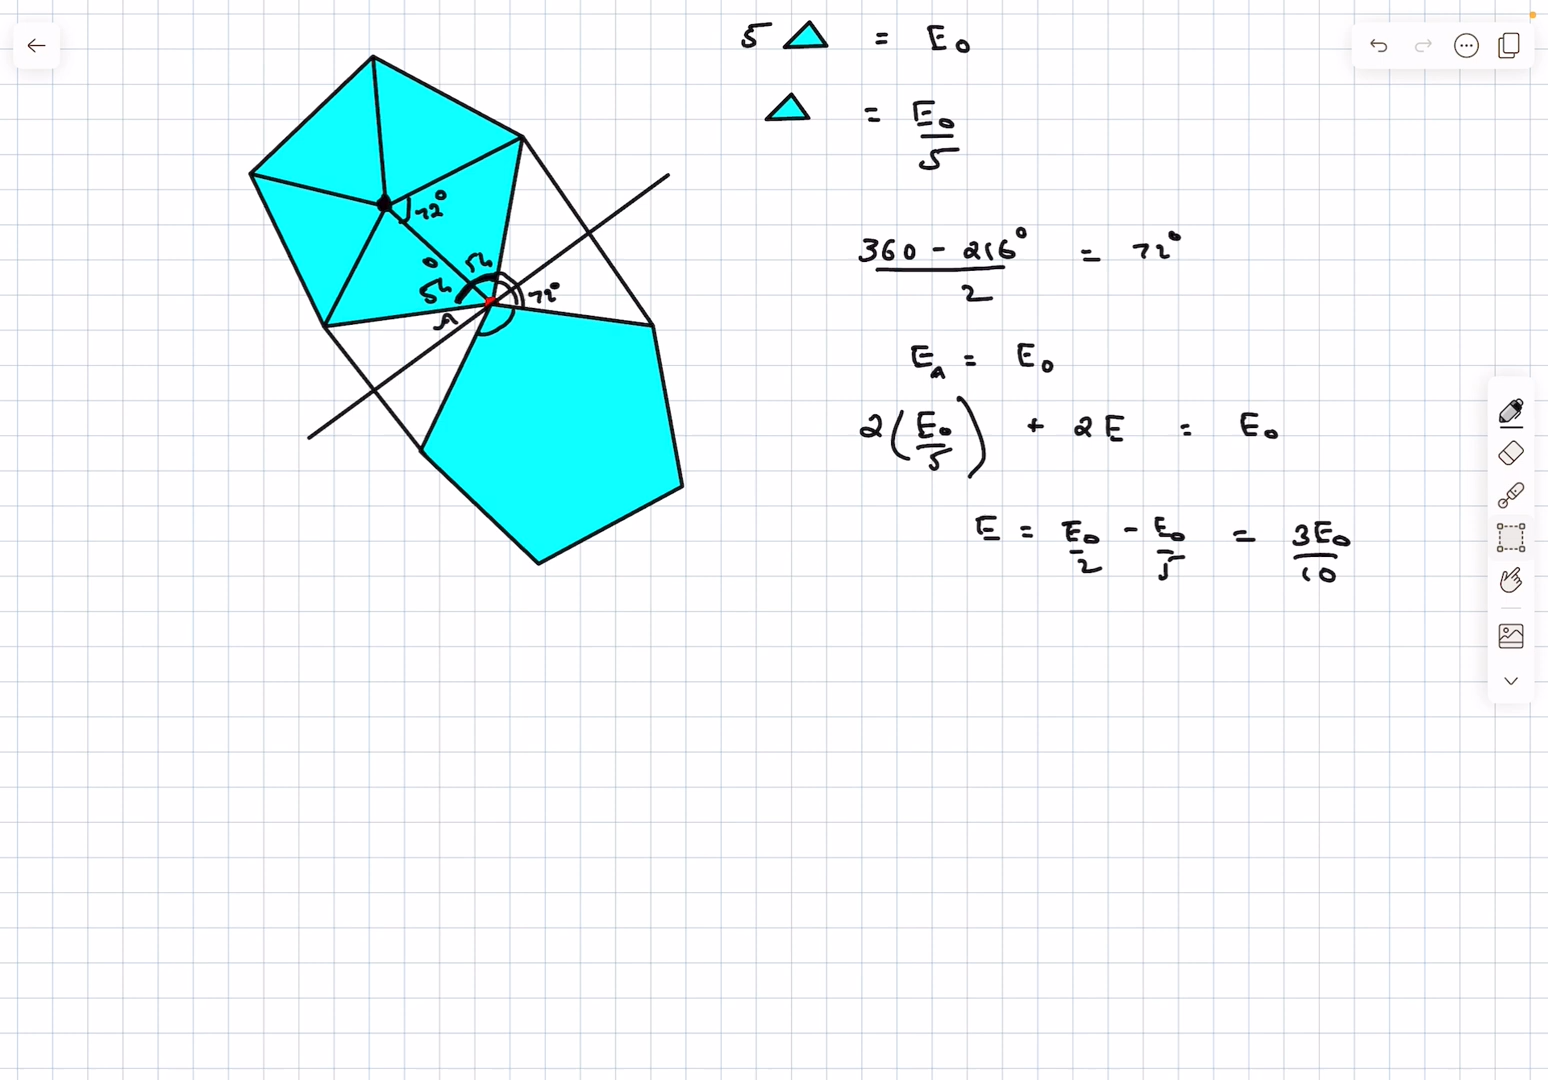 5 △ = E₀
△ = E₀/5
72°
54
54°
A
72°
(360 - 216°)/2 = 72°
E_A = E₀
2(E₀/5) + 2E = E₀
E = E₀/2 - E₀/5 = 3E₀/10